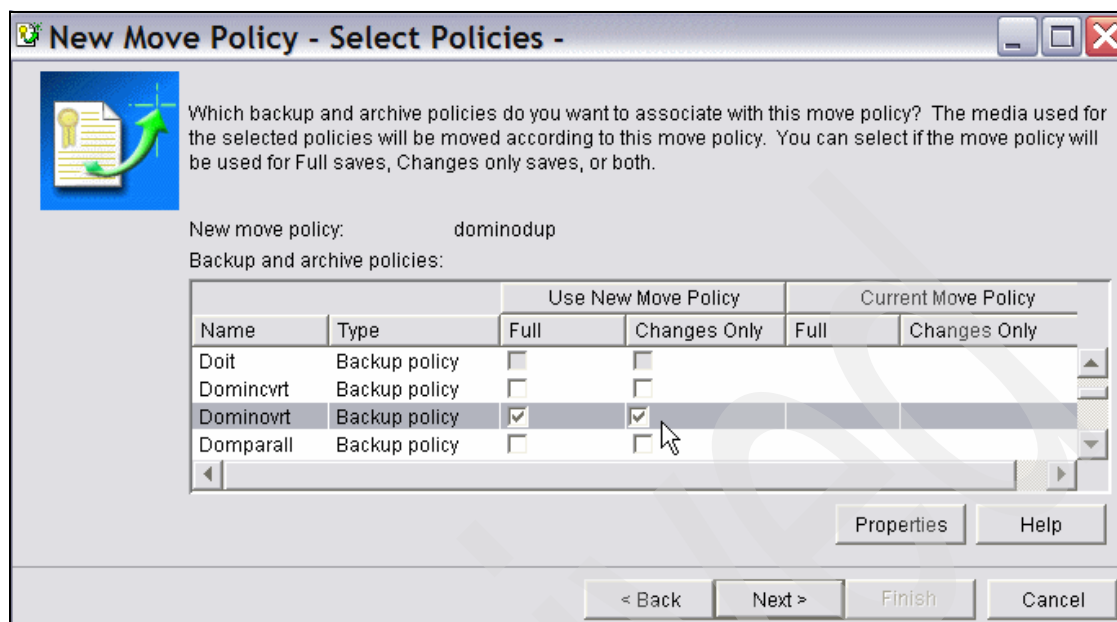 New Move Policy - Select Policies -
Which backup and archive policies do you want to associate with this move policy? The media used for
the selected policies will be moved according to this move policy. You can select if the move policy will
be used for Full saves, Changes only saves, or both.
New move policy: dominodup
Backup and archive policies:
Use New Move Policy Current Move Policy
Name Type Full Changes Only Full Changes Only
Doit Backup policy
Domincvrt Backup policy
Dominovrt Backup policy
Domparall Backup policy
Properties Help
< Back Next > Finish Cancel